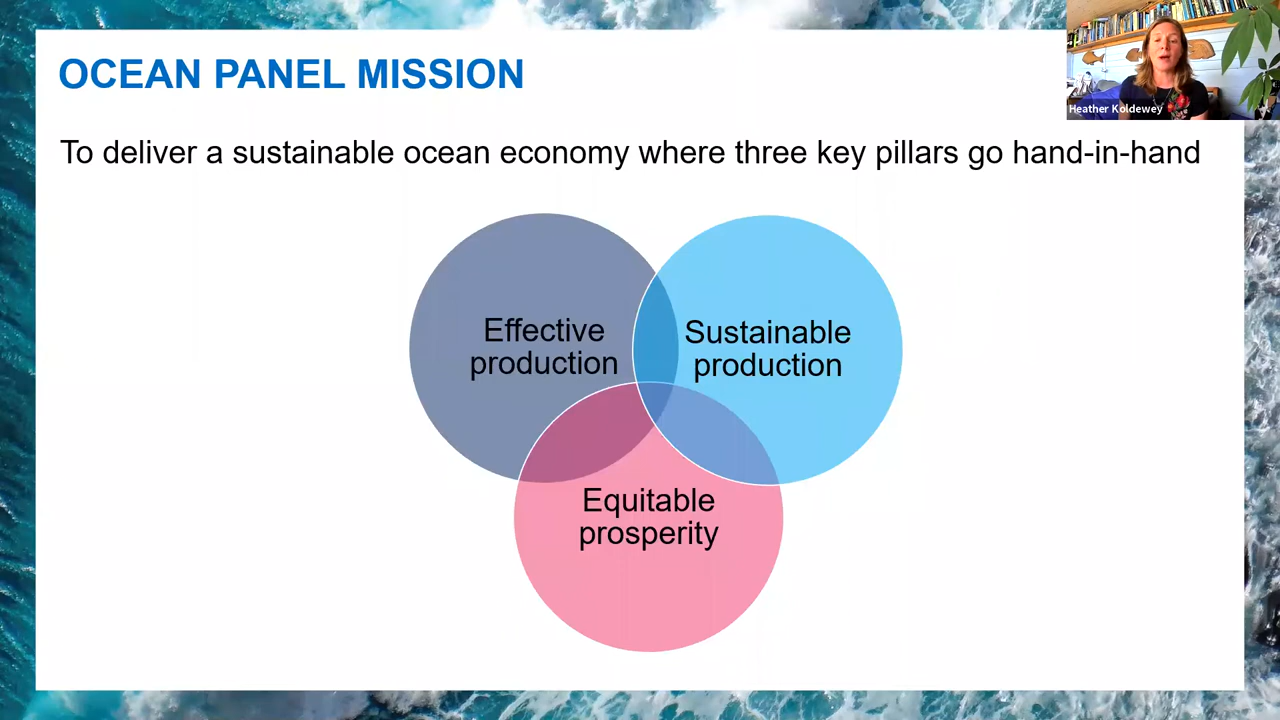 OCEAN PANEL MISSION
Heather Koldewey
To deliver a sustainable ocean economy where three key pillars go hand-in-hand
Effective
production
Sustainable
production
Equitable
prosperity